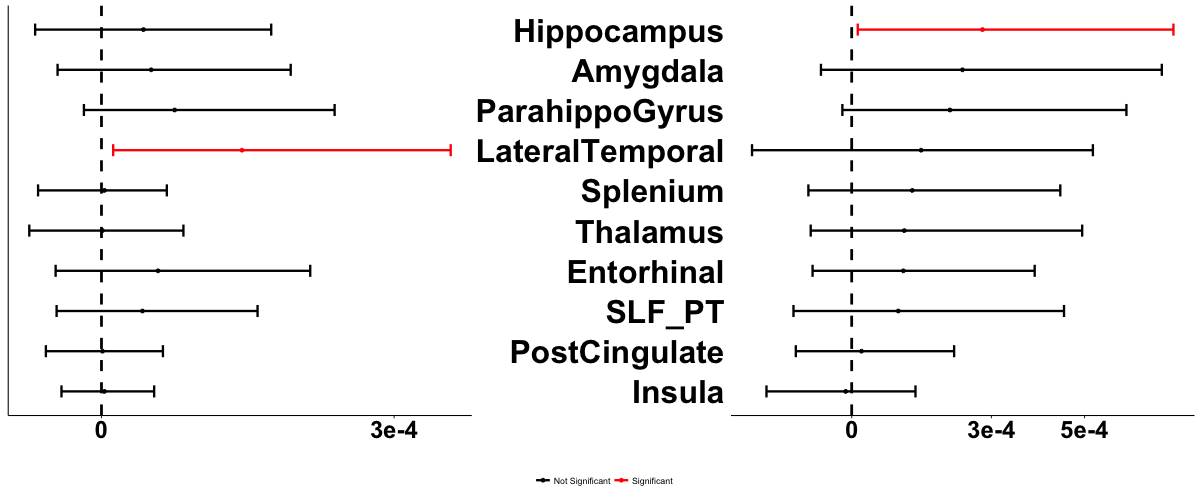 Hippocampus
Amygdala
ParahippoGyrus
LateralTemporal
Splenium
Thalamus
Entorhinal
SLF_PT
PostCingulate
Insula
0 3e-4
0 3e-4 5e-4
Not Significant Significant